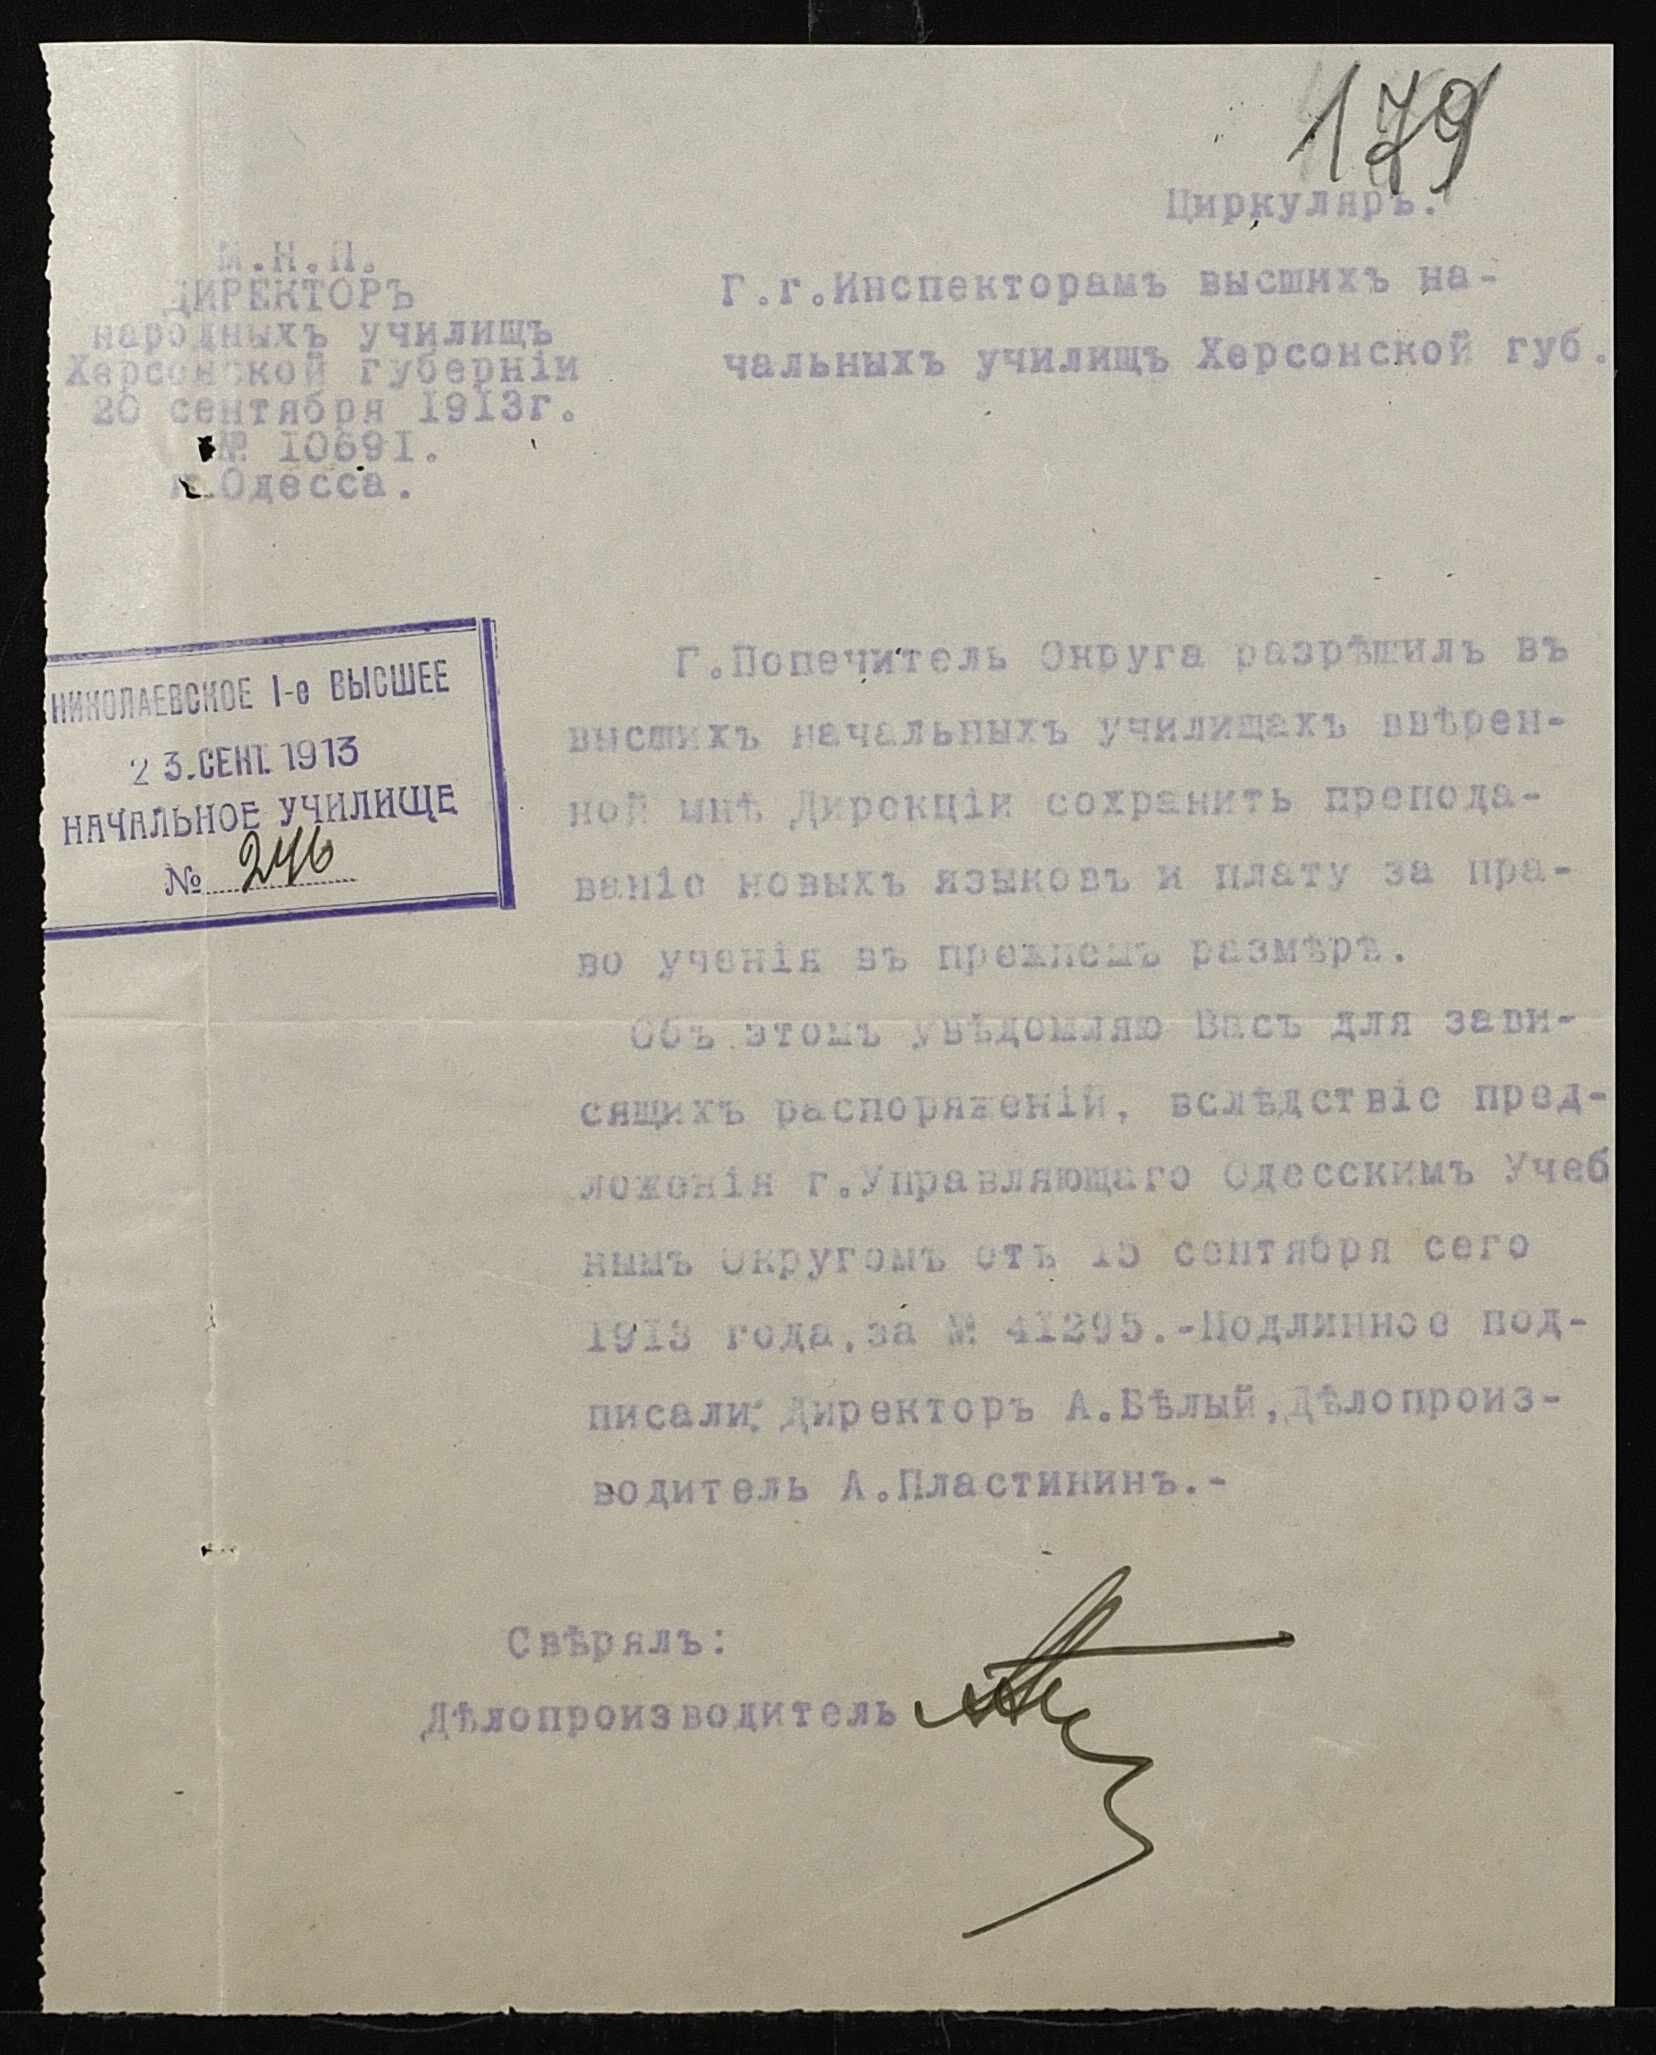 179
Циркуляръ.
М.Н.П.
ДИРЕКТОРЪ
народныхъ училищъ
Херсонской губерніи
20 сентября 1913г.
№ 10691.
г.Одесса.
Г.г.Инспекторамъ высшихъ на-
чальныхъ училищъ Херсонской губ.
НИКОЛАЕВСКОЕ I-е ВЫСШЕЕ
23.СЕНТ.1913
НАЧАЛЬНОЕ УЧИЛИЩЕ
№ 246
Г.Попечитель Округа разрѣшилъ въ
высшихъ начальныхъ училищахъ ввѣрен-
ной мнѣ Дирекціи сохранить препода-
ваніе новыхъ языковъ и плату за пра-
во ученія въ прежнемъ размѣрѣ.
Объ этомъ увѣдомляю Васъ для зави-
сящихъ распоряженій, вслѣдствіе пред-
ложенія г.Управляющаго Одесскимъ Учеб
нымъ Округомъ отъ 15 сентября сего
1913 года,за № 41295.-Подлинное под-
писали: Директоръ А.Бѣлый,Дѣлопроиз-
водитель А.Пластининъ.-
Свѣрялъ:
Дѣлопроизводитель